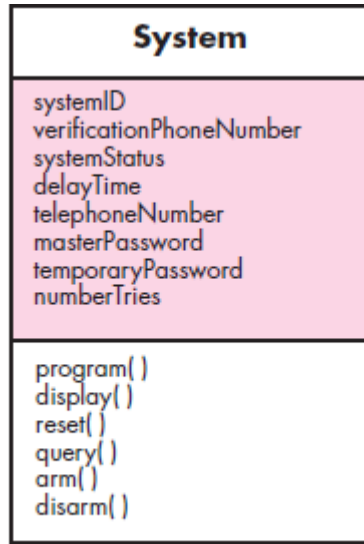 System
systemID
verificationPhoneNumber
systemStatus
delayTime
telephoneNumber
masterPassword
temporaryPassword
numberTries
program( )
display( )
reset( )
query( )
arm( )
disarm( )